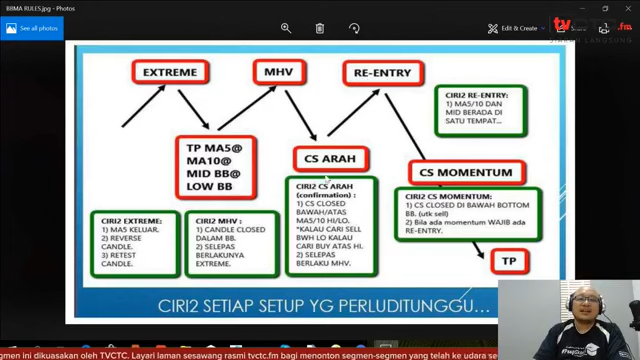 BBMA RULES.jpg - Photos
See all photos
Edit & Create
Share
tvCTC.fm
SIARAN LANGSUNG
EXTREME
MHV
RE-ENTRY
CIRI2 RE-ENTRY:
1) MA5/10 DAN
MID BERADA DI
SATU TEMPAT...
TP MA5@
MA10@
MID BB@
LOW BB
CS ARAH
CS MOMENTUM
CIRI2 EXTREME:
1) MA5 KELUAR.
2) REVERSE
CANDLE.
3) RETEST
CANDLE.
CIRI2 MHV:
1) CANDLE CLOSED
DALAM BB.
2) SELEPAS
BERLAKUNYA
EXTREME.
CIRI2 CS ARAH
(confirmation) :
1) CS CLOSED
BAWAH/ATAS
MA5/10 HI/LO.
*KALAU CARI SELL
BWH LO KALAU
CARI BUY ATAS HI.
2) SELEPAS
BERLAKU MHV.
CIRI2 CS MOMENTUM:
1) CS CLOSED DI BAWAH BOTTOM
BB. (utk sell)
2) Bila ada momentum WAJIB ada
RE-ENTRY.
TP
CIRI2 SETIAP SETUP YG PERLUDITUNGU...
gmen ini dikuasakan oleh TVCTC. Layari laman sesawang rasmi tvctc.fm bagi menonton segmen-segmen yang telah ke udara se